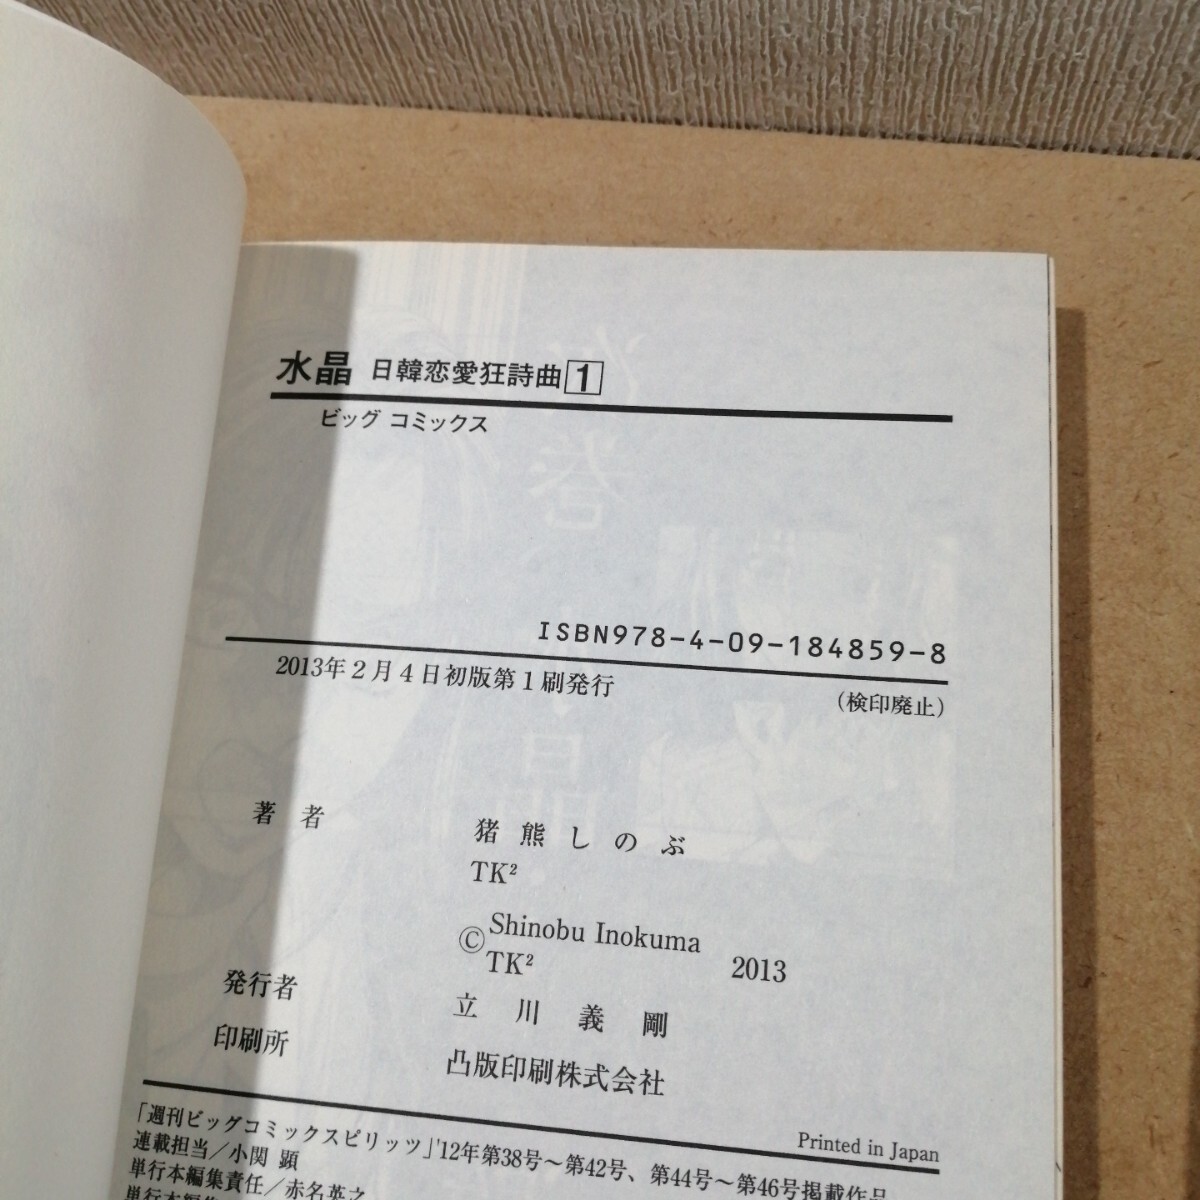 水晶 日韓恋愛狂詩曲 1
ビッグ コミックス
ISBN978-4-09-184859-8
2013年2月4日初版第1刷発行
(検印廃止)
著者 猪熊しのぶ
TK²
© Shinobu Inokuma
TK² 2013
発行者 立川義剛
印刷所 凸版印刷株式会社
Printed in Japan
「週刊ビッグコミックスピリッツ」'12年第38号～第42号、第44号～第46号掲載作品
連載担当/小関 顕
単行本編集責任/赤名英之
単行本編集